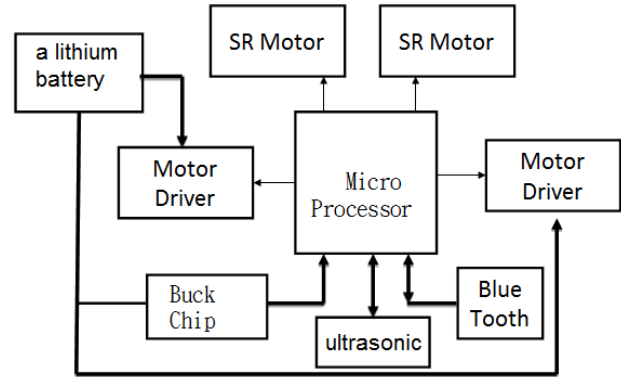 SR Motor
SR Motor
a lithium
battery
Motor
Driver
Micro
Processor
Motor
Driver
Buck
Chip
ultrasonic
Blue
Tooth